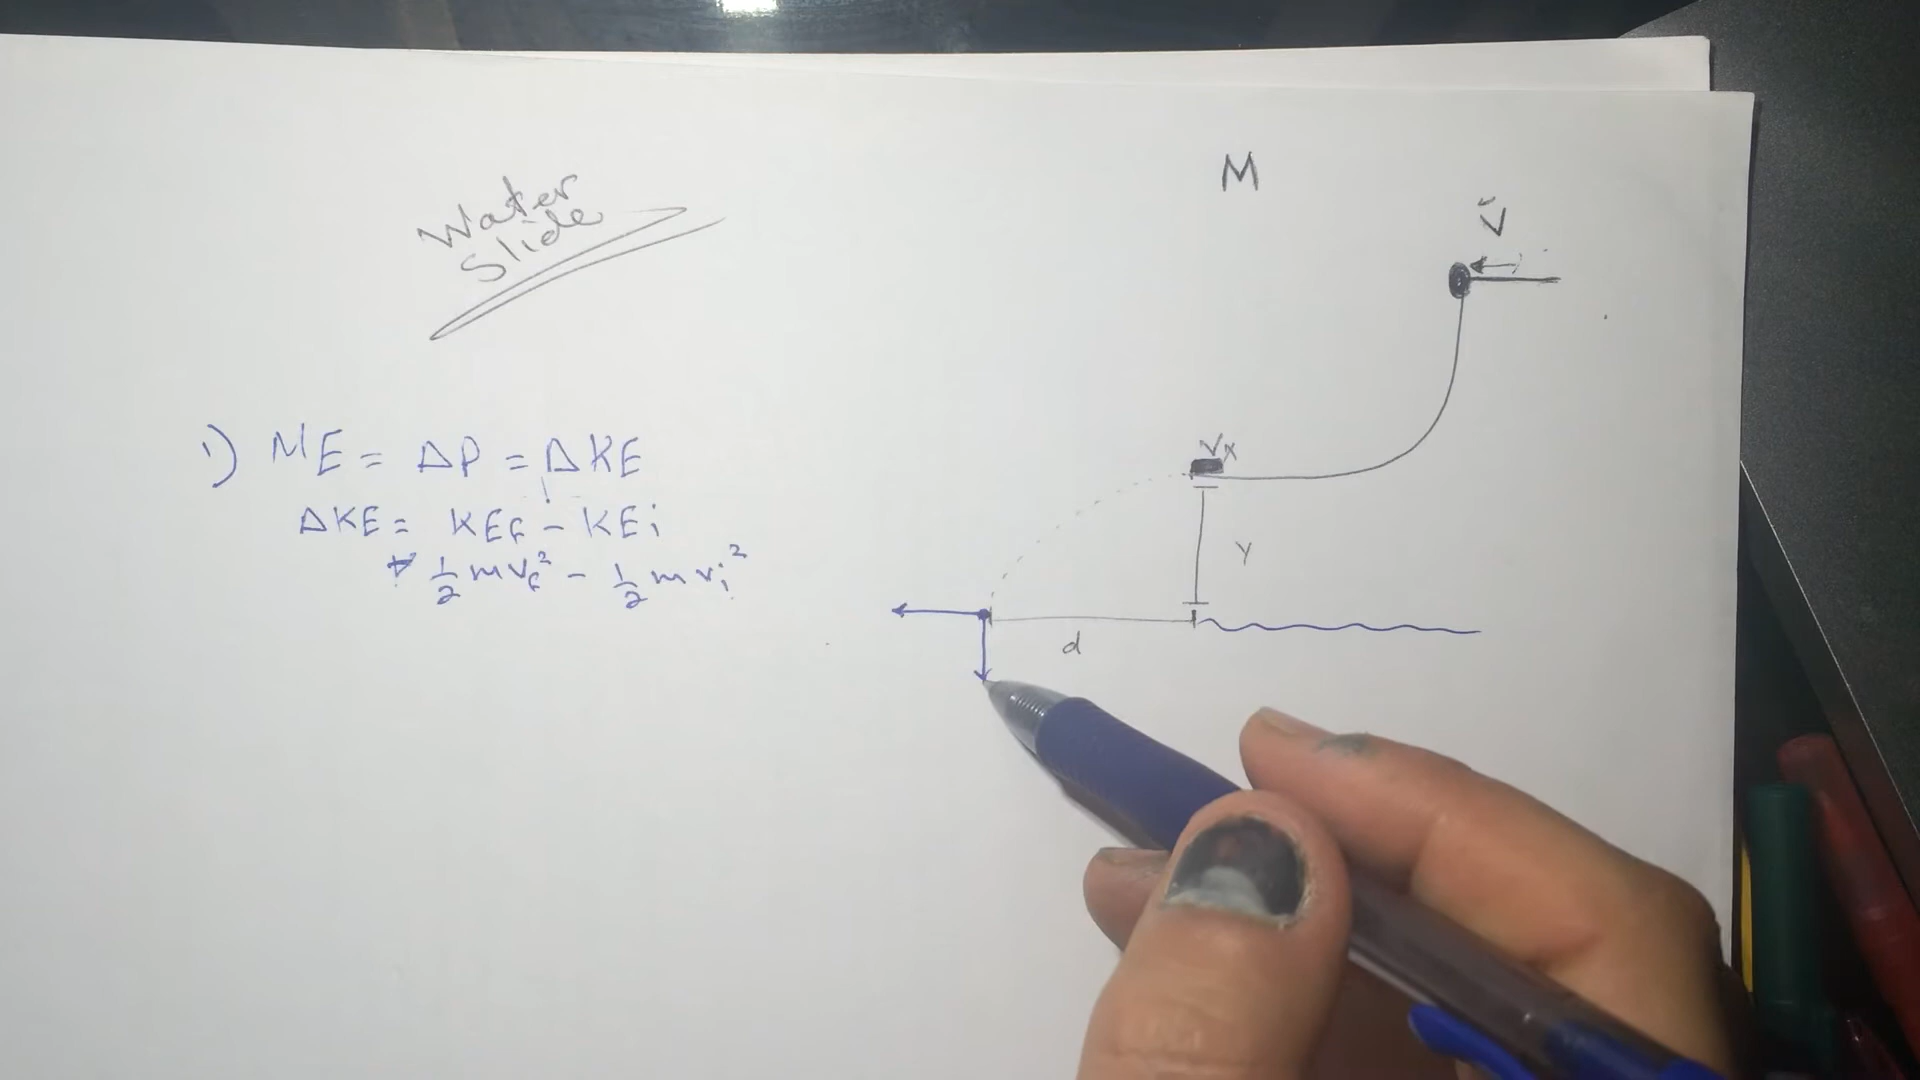 Water
Slide
M
V
Vx
Y
d
1) ME = ΔP = ΔKE
ΔKE = KEf - KEi
½mvf² - ½mvi²